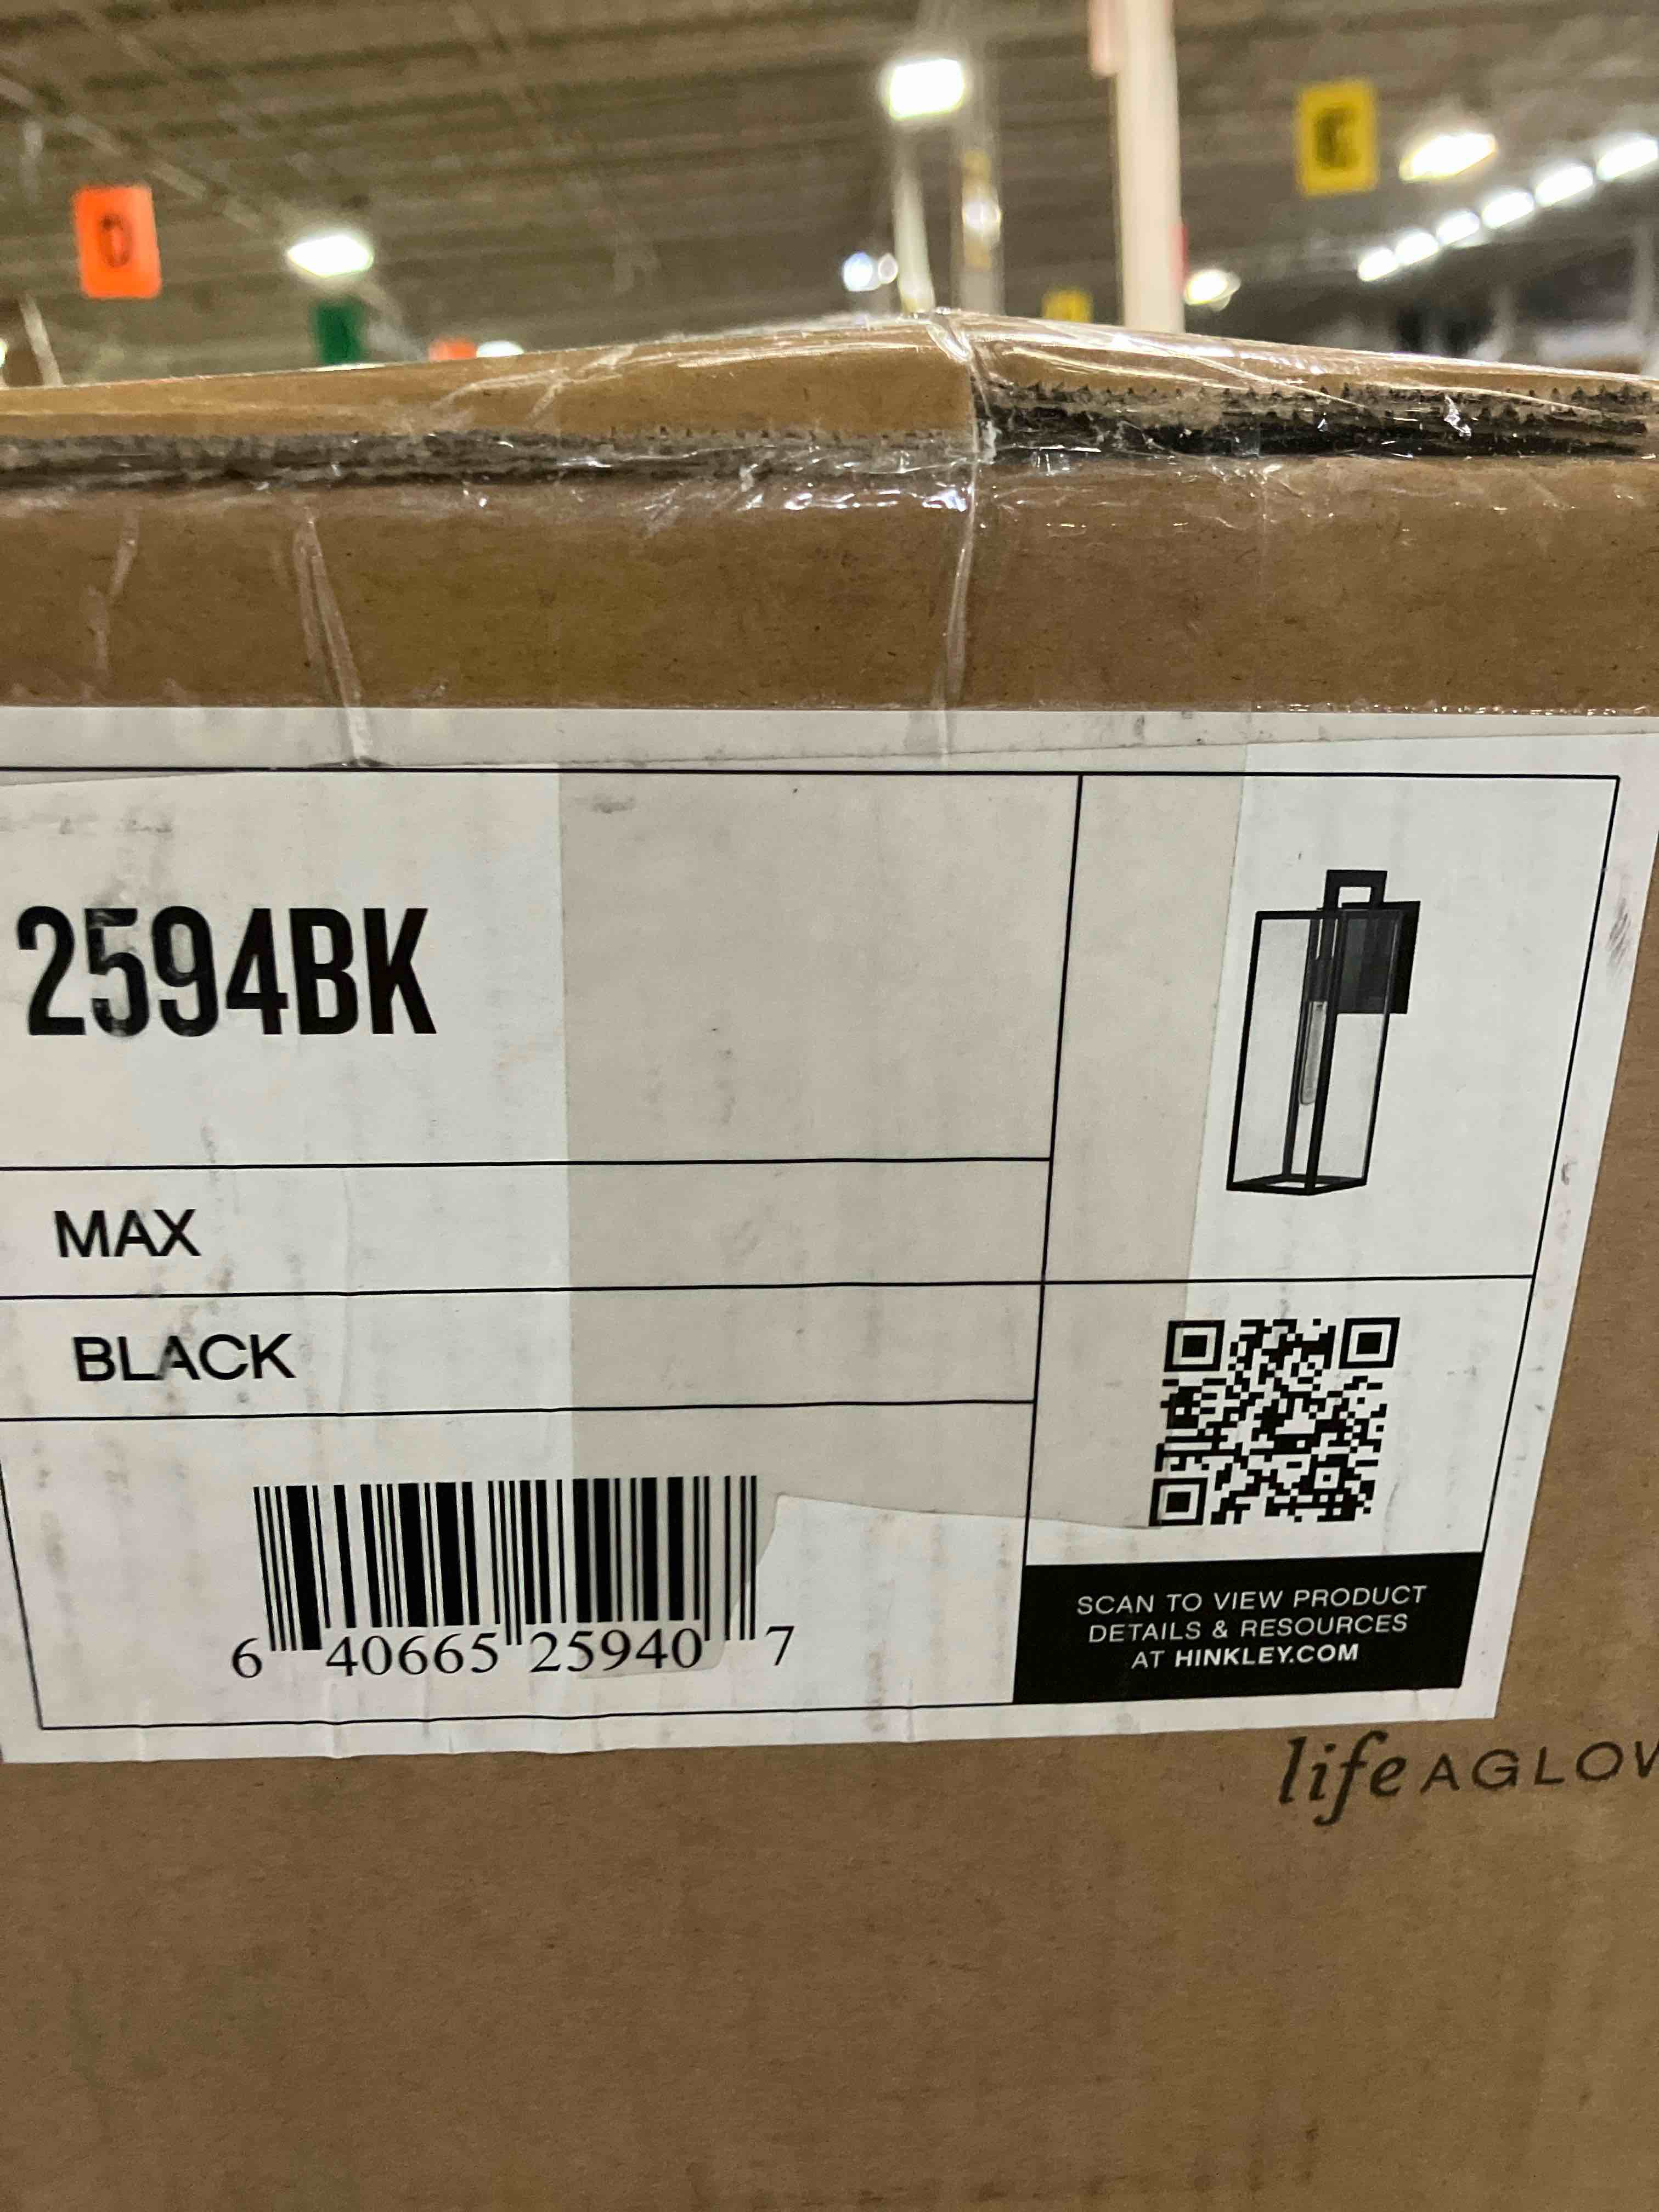 D
2594BK
MAX
BLACK
6 40665 25940 7
SCAN TO VIEW PRODUCT
DETAILS & RESOURCES
AT HINKLEY.COM
life AGLOW